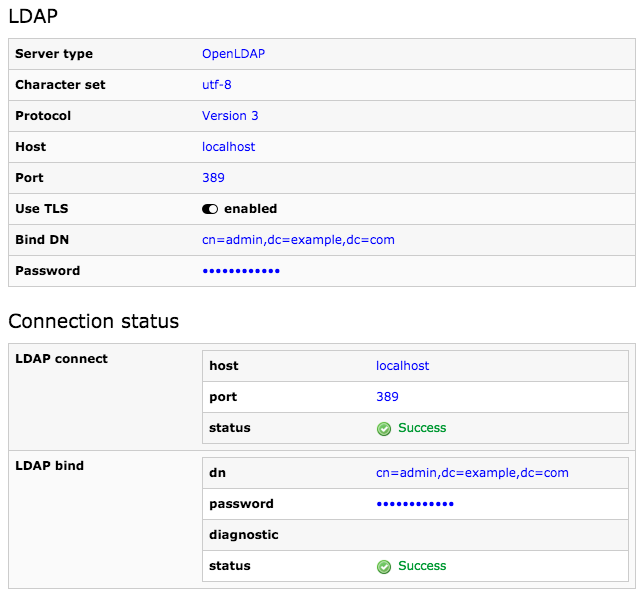 LDAP
Server type OpenLDAP
Character set utf-8
Protocol Version 3
Host localhost
Port 389
Use TLS enabled
Bind DN cn=admin,dc=example,dc=com
Password ••••••••••••
Connection status
LDAP connect
host localhost
port 389
status Success
LDAP bind
dn cn=admin,dc=example,dc=com
password ••••••••••••
diagnostic
status Success